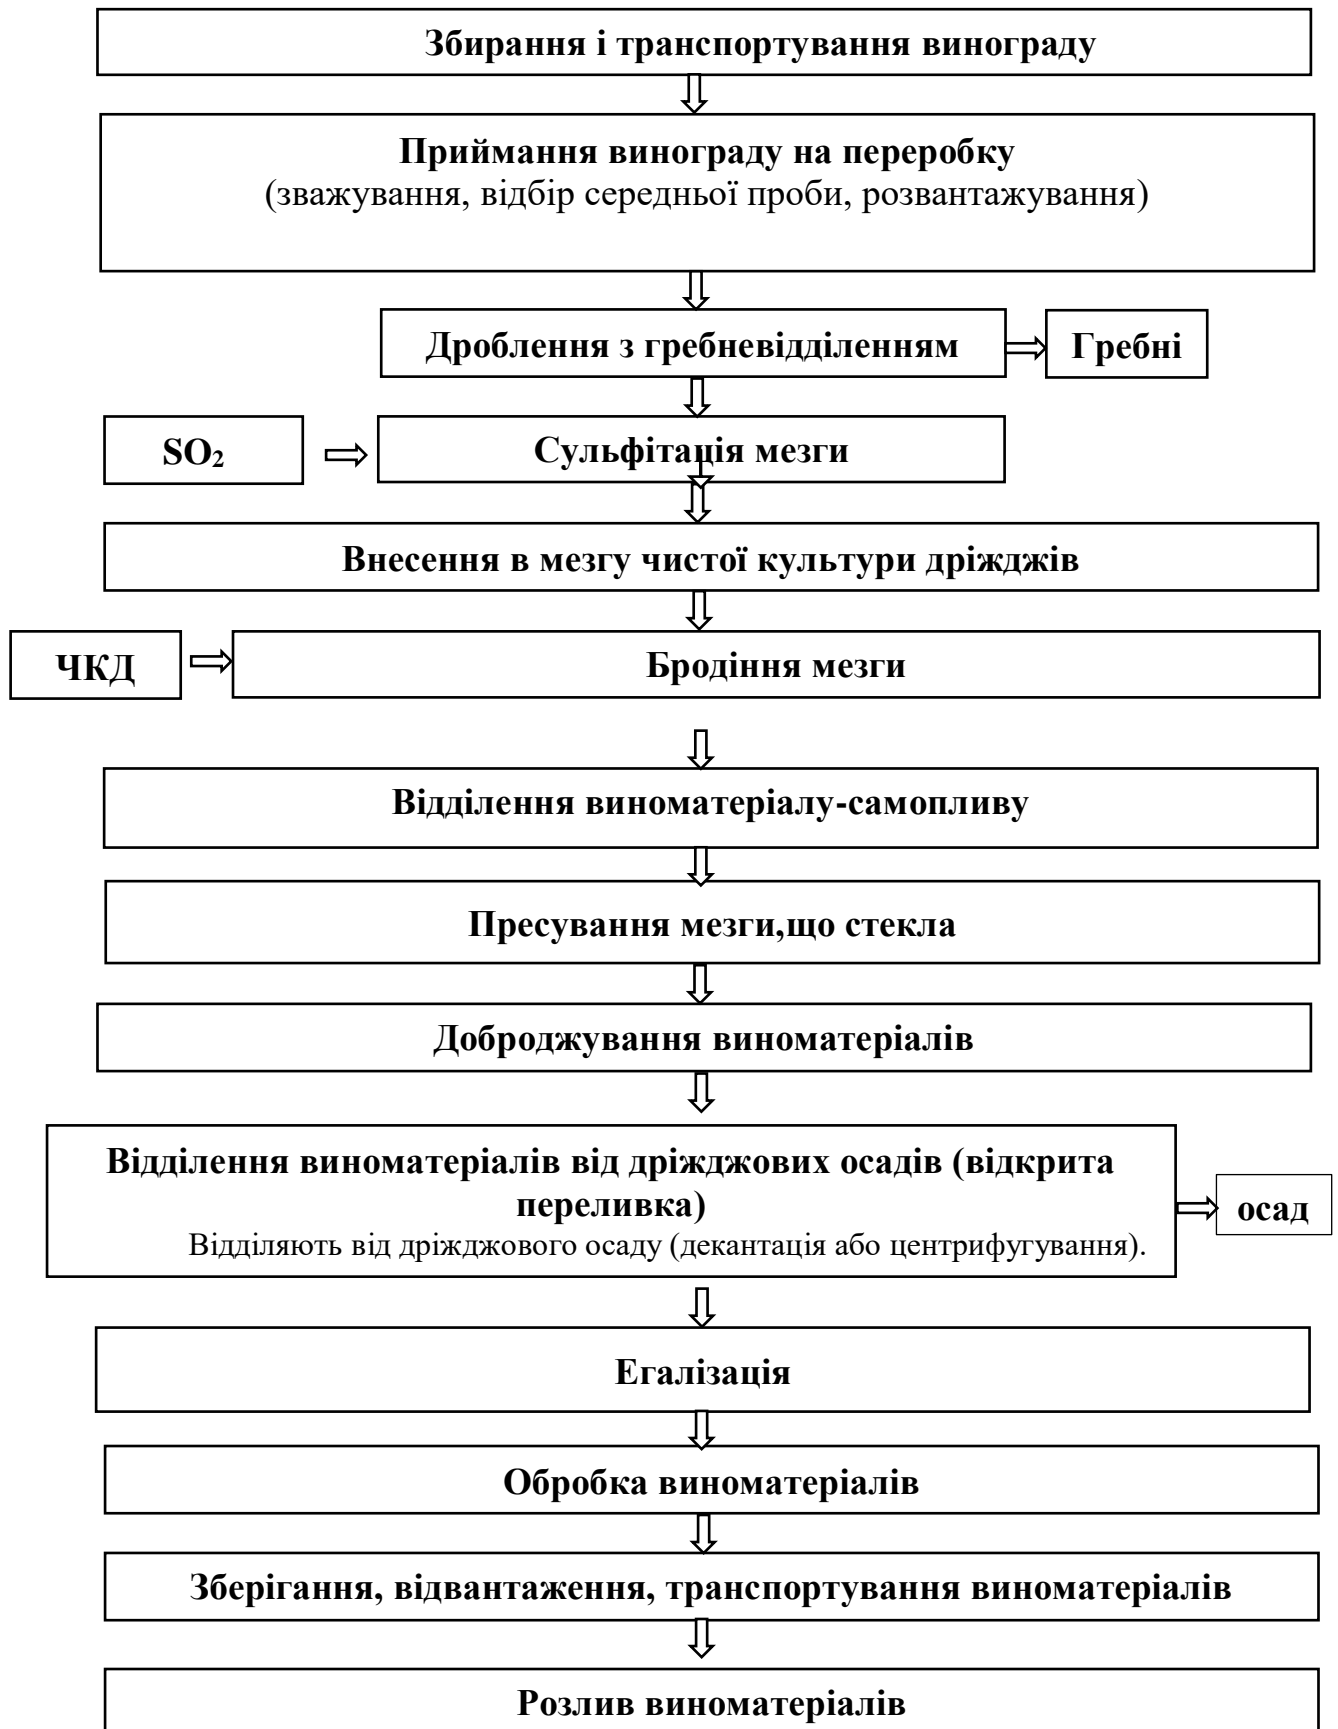 Збирання і транспортування винограду
Приймання винограду на переробку
(зважування, відбір середньої проби, розвантажування)
Дроблення з гребневідділенням
Гребні
SO₂
Сульфітація мезги
Внесення в мезгу чистої культури дріжджів
ЧКД
Бродіння мезги
Відділення виноматеріалу-самопливу
Пресування мезги,що стекла
Доброджування виноматеріалів
Відділення виноматеріалів від дріжджових осадів (відкрита
переливка)
Відділяють від дріжджового осаду (декантація або центрифугування).
осад
Егалізація
Обробка виноматеріалів
Зберігання, відвантаження, транспортування виноматеріалів
Розлив виноматеріалів